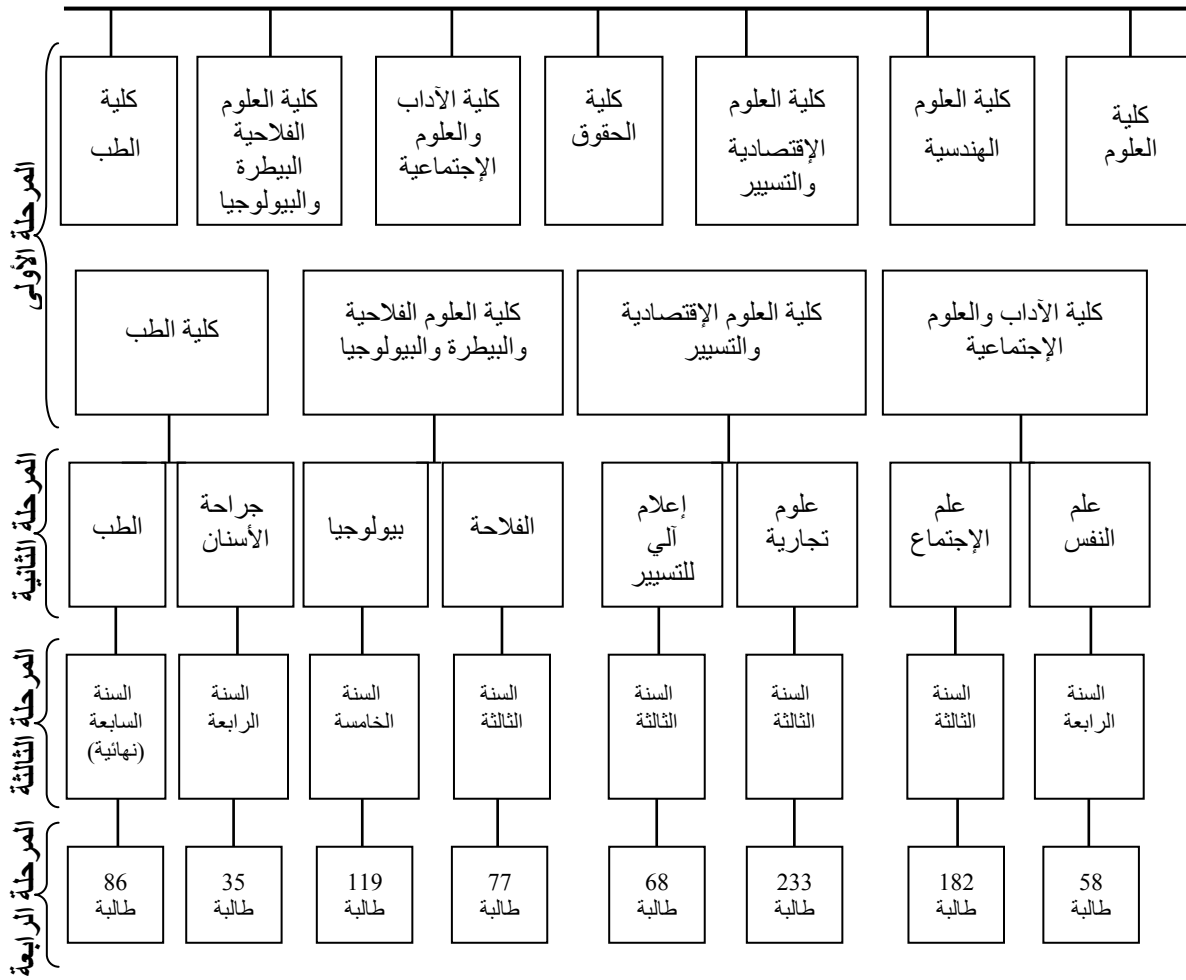 المرحلة الأولى
كلية
العلوم
كلية العلوم
الهندسية
كلية العلوم
الإقتصادية
والتسيير
كلية
الحقوق
كلية الآداب
والعلوم
الإجتماعية
كلية العلوم
الفلاحية
البيطرة
والبيولوجيا
كلية
الطب
كلية الآداب والعلوم
الإجتماعية
كلية العلوم الإقتصادية
والتسيير
كلية العلوم الفلاحية
والبيطرة والبيولوجيا
كلية الطب
المرحلة الثانية
علم
النفس
علم
الإجتماع
علوم
تجارية
إعلام
آلي
للتسيير
الفلاحة
بيولوجيا
جراحة
الأسنان
الطب
المرحلة الثالثة
السنة
الرابعة
السنة
الثالثة
السنة
الثالثة
السنة
الثالثة
السنة
الثالثة
السنة
الخامسة
السنة
الرابعة
السنة
السابعة
(نهائية)
المرحلة الرابعة
58
طالبة
182
طالبة
233
طالبة
68
طالبة
77
طالبة
119
طالبة
35
طالبة
86
طالبة